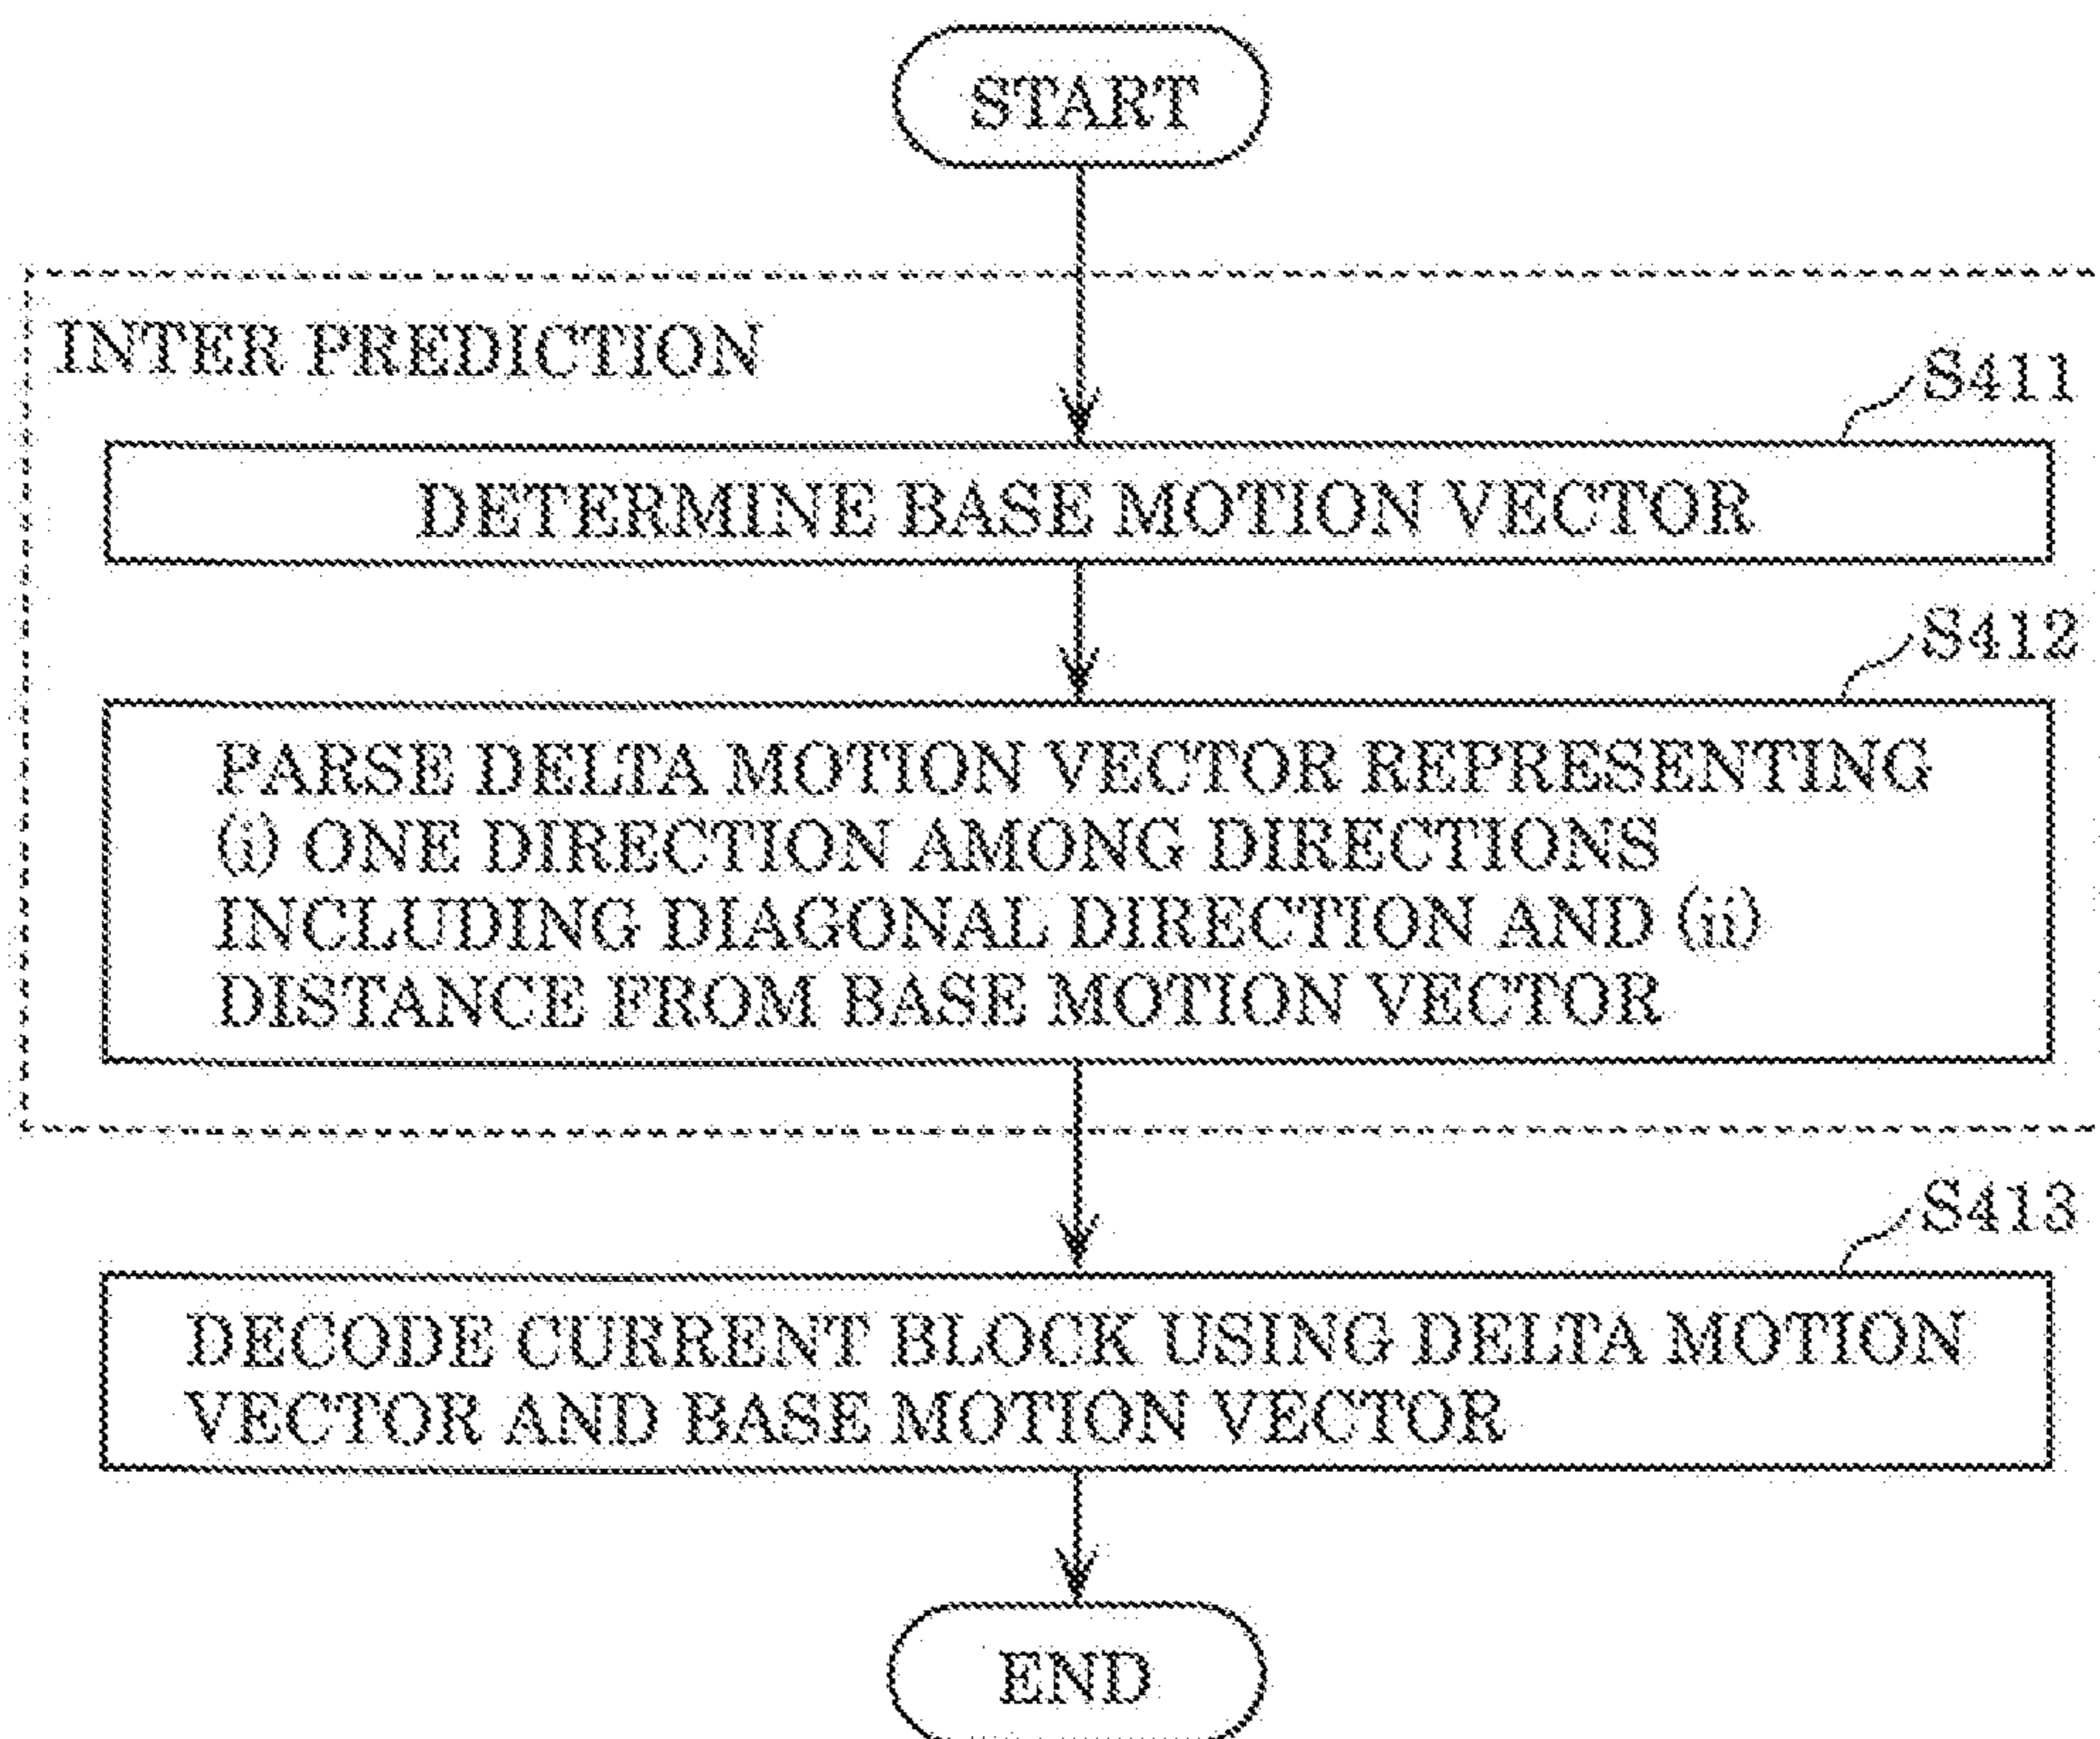 START
INTER PREDICTION
S411
DETERMINE BASE MOTION VECTOR
S412
PARSE DELTA MOTION VECTOR REPRESENTING
(i) ONE DIRECTION AMONG DIRECTIONS
INCLUDING DIAGONAL DIRECTION AND (ii)
DISTANCE FROM BASE MOTION VECTOR
S413
DECODE CURRENT BLOCK USING DELTA MOTION
VECTOR AND BASE MOTION VECTOR
END